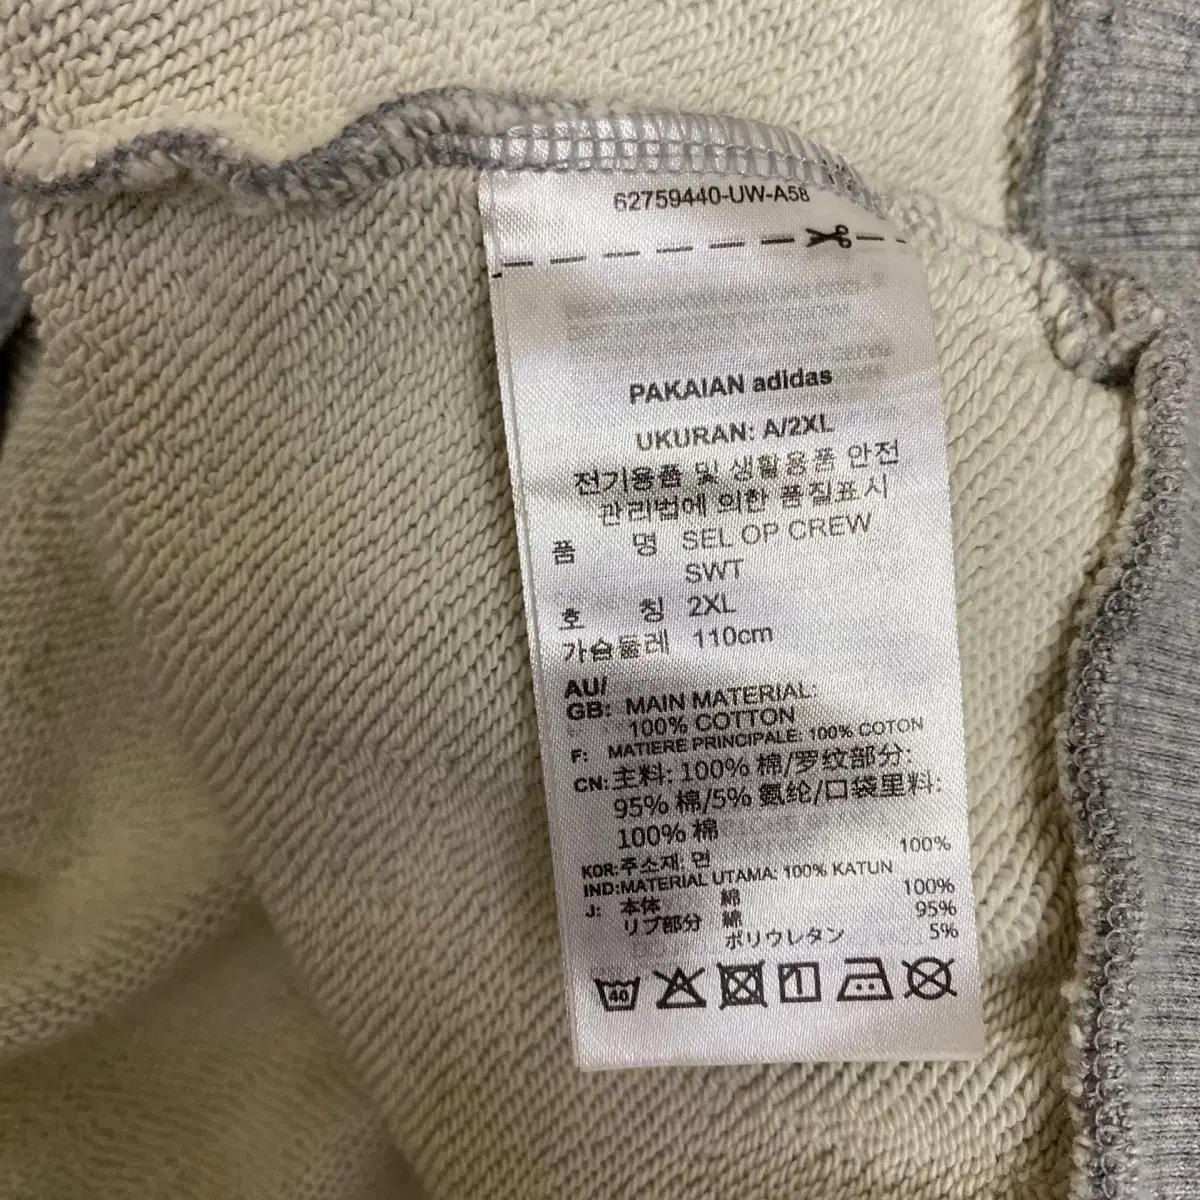 62759440-UW-A58
PAKAIAN adidas
UKURAN: A/2XL
전기용품 및 생활용품 안전
관리법에 의한 품질표시
품 명 SEL OP CREW
SWT
호 칭 2XL
가슴둘레 110cm
AU/
GB: MAIN MATERIAL:
100% COTTON
F: MATIERE PRINCIPALE: 100% COTON
CN:主料: 100% 棉/罗纹部分:
95% 棉/5% 氨纶/口袋里料:
100% 棉
KOR:주소재: 면 100%
IND:MATERIAL UTAMA: 100% KATUN
J: 本体 綿 100%
リブ部分 綿 95%
ポリウレタン 5%
40